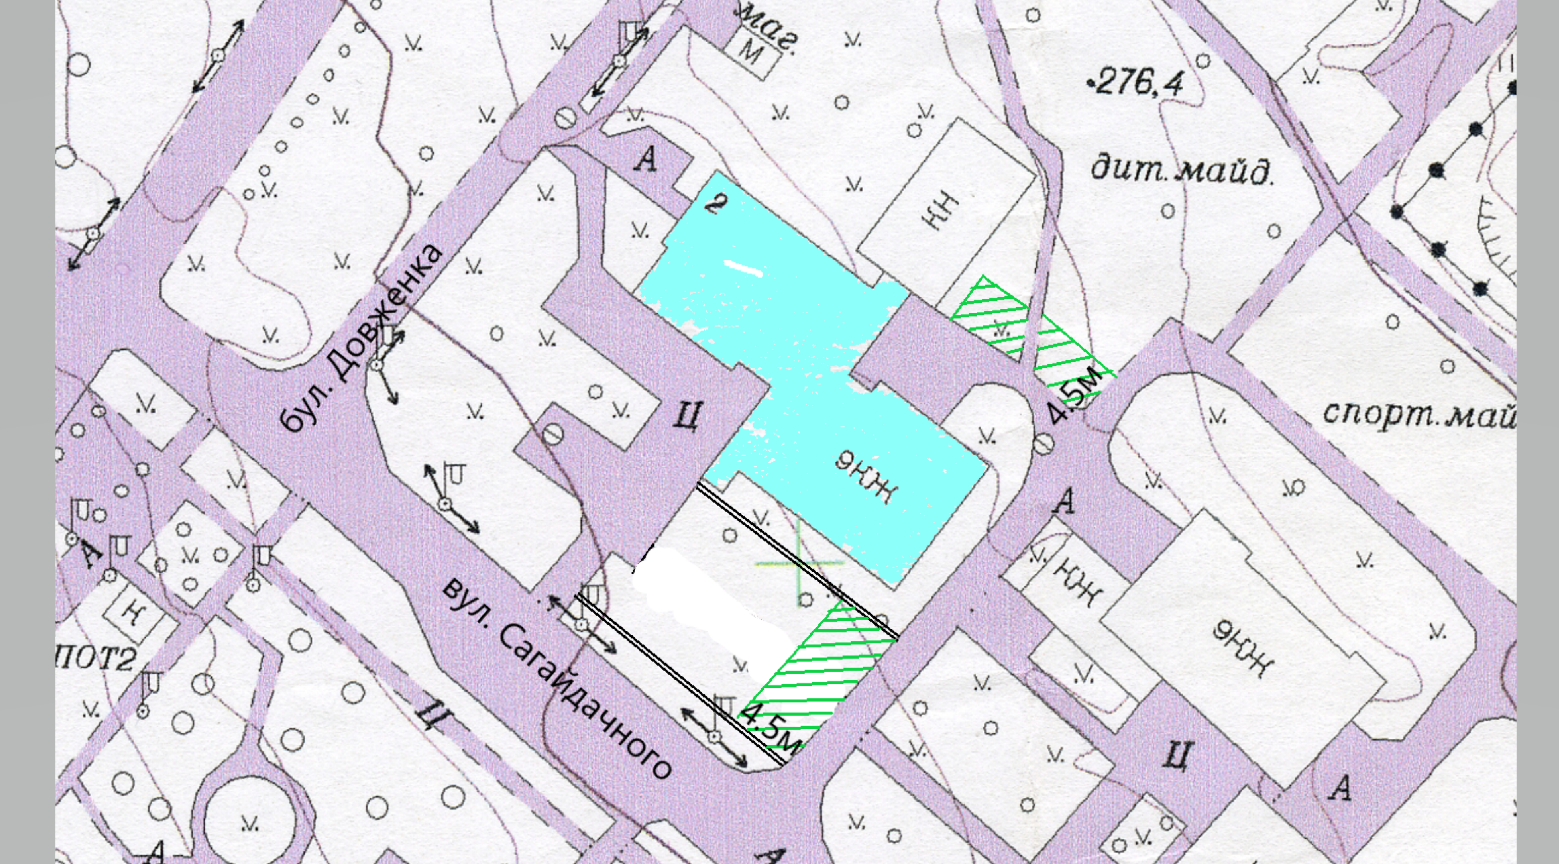 маг.
М
276,4
А
дит. майд.
2
КН
бул. Довженка
4.5м
Ц
спорт. май
9КЖ
А
А
КЖ
Н
вул. Сагайдачного
9КЖ
ПОТ2
Ц
4.5м
Ц
А
А
А